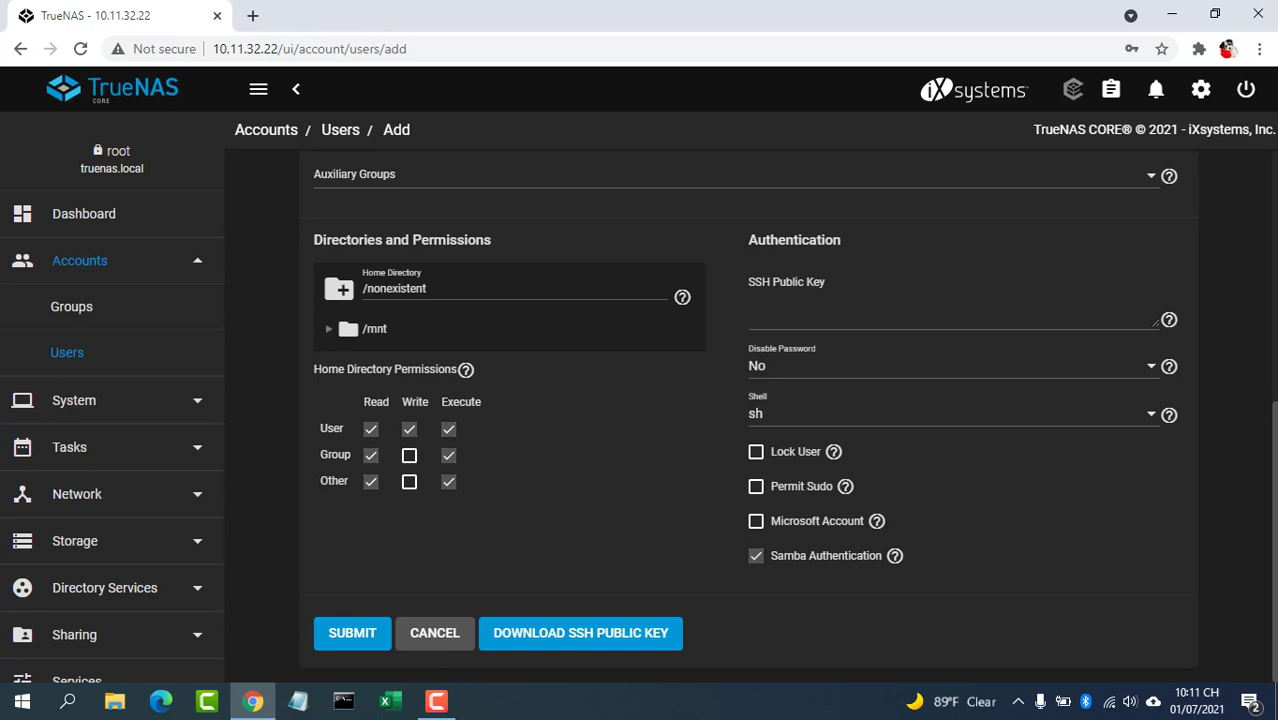 TrueNAS - 10.11.32.22
Not secure 10.11.32.22/ui/account/users/add
TrueNAS
CORE
iXsystems
Accounts / Users / Add
TrueNAS CORE® © 2021 - iXsystems, Inc.
root
truenas.local
Dashboard
Accounts
Groups
Users
System
Tasks
Network
Storage
Directory Services
Sharing
Services
Auxiliary Groups
Directories and Permissions
Home Directory
/nonexistent
/mnt
Home Directory Permissions
Read Write Execute
User
Group
Other
Authentication
SSH Public Key
Disable Password
No
Shell
sh
Lock User
Permit Sudo
Microsoft Account
Samba Authentication
SUBMIT
CANCEL
DOWNLOAD SSH PUBLIC KEY
89°F Clear
10:11 CH
01/07/2021
2